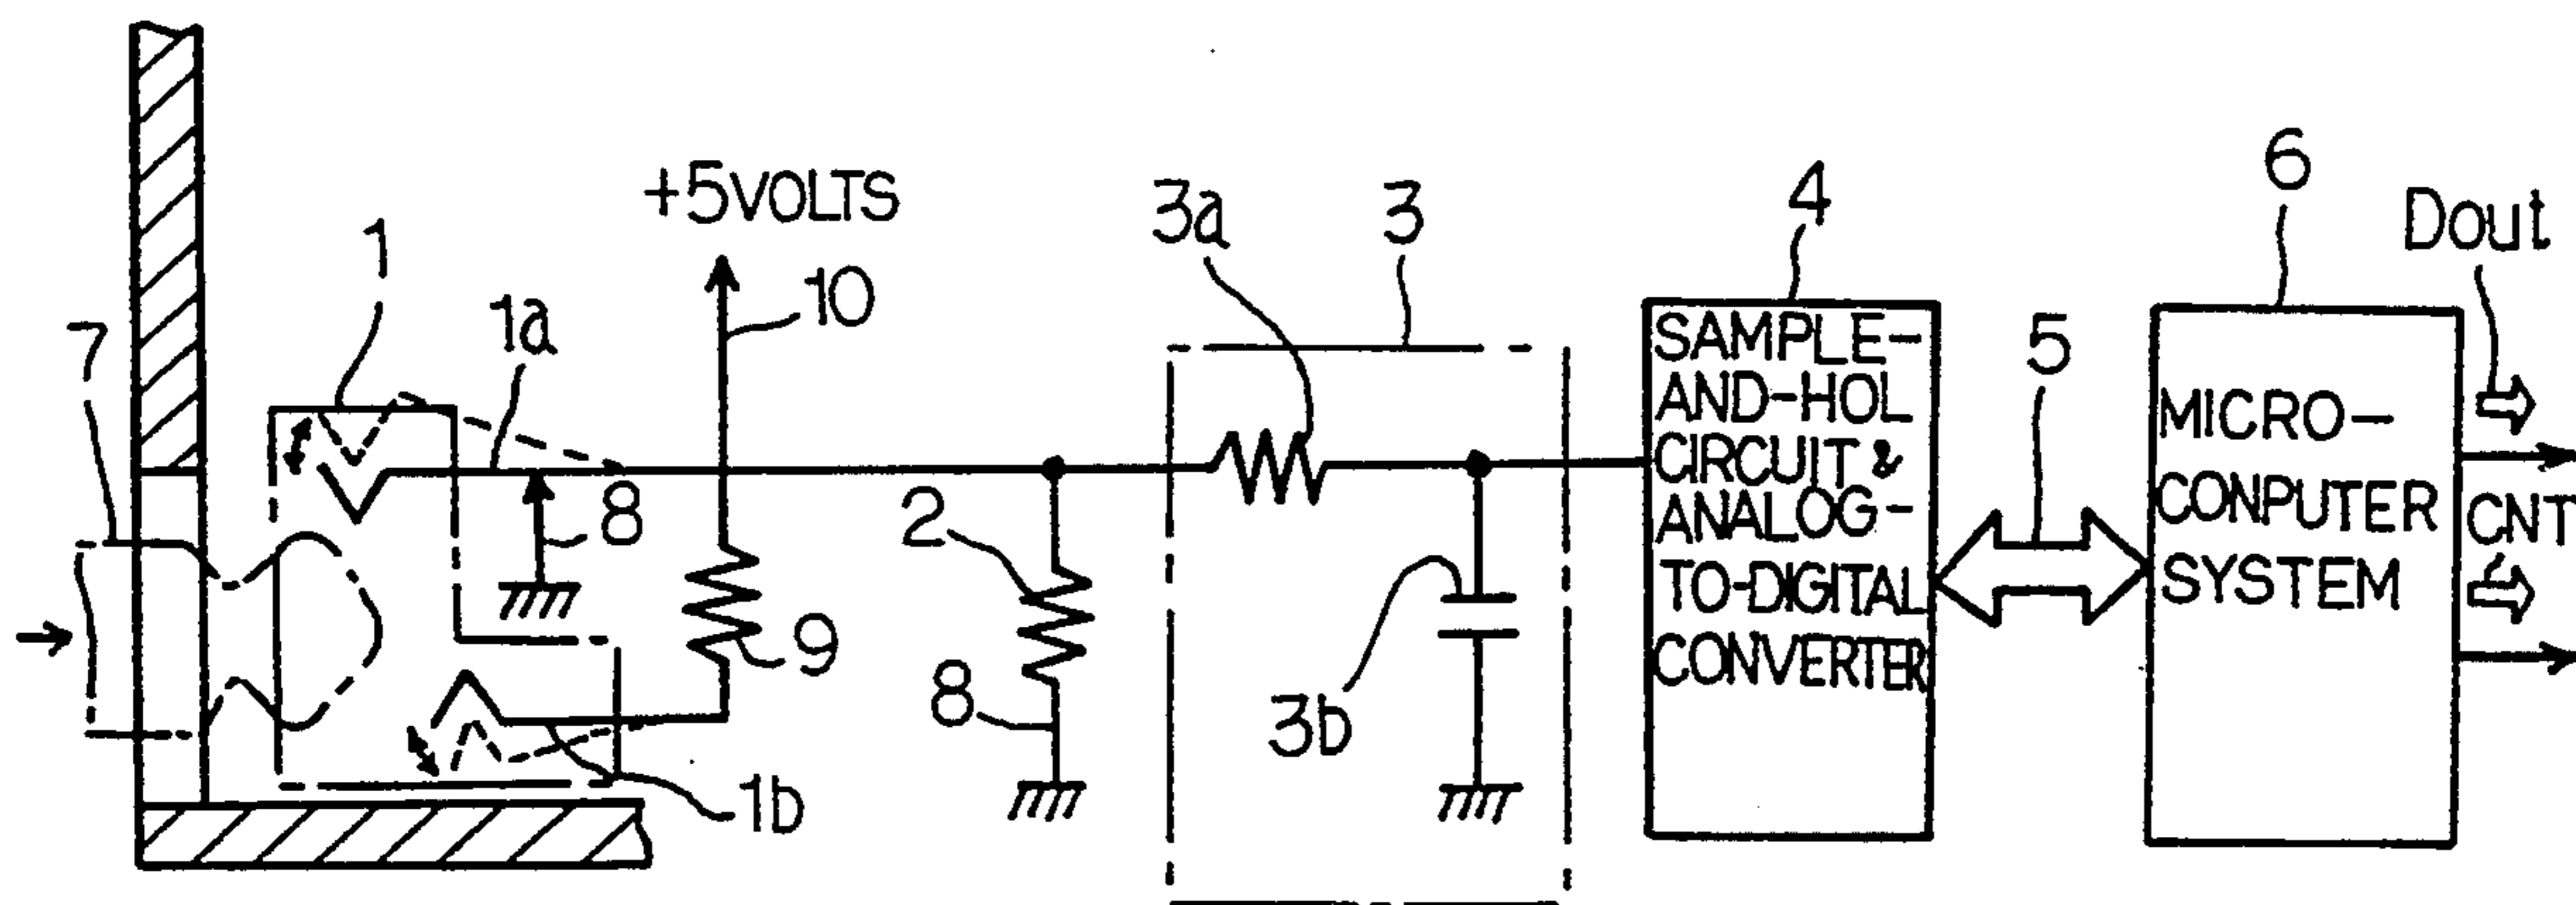 +5VOLTS
1
1a
10
7
8
9
1b
2
8
3a
3
3b
4
SAMPLE-
AND-HOL
CIRCUIT &
ANALOG-
TO-DIGITAL
CONVERTER
5
6
MICRO-
CONPUTER
SYSTEM
Dout
CNT